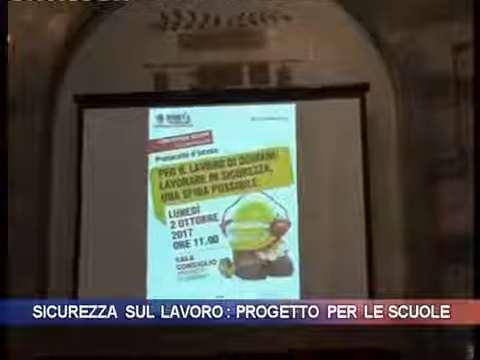 Protocollo d'intesa
PER IL LAVORO DI DOMANI
LAVORARE IN SICUREZZA,
UNA SFIDA POSSIBILE
LUNEDÌ
2 OTTOBRE
2017
ORE 11.00
SALA
CONSIGLIO
SICUREZZA SUL LAVORO: PROGETTO PER LE SCUOLE